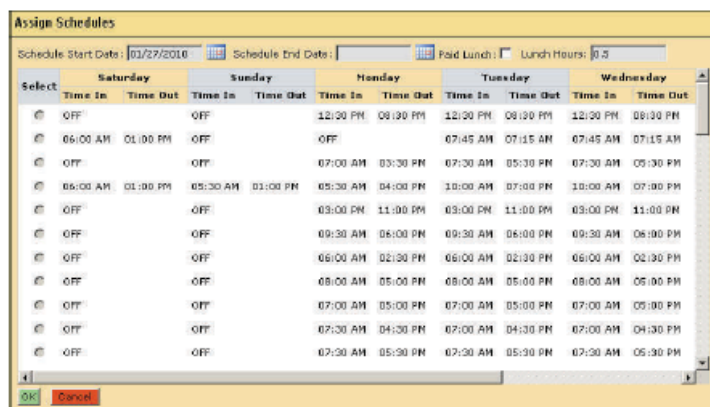 Assign Schedules
Schedule Start Date: 01/27/2010 Schedule End Date: Paid Lunch: Lunch Hours: 0.5
Select Saturday Sunday Monday Tuesday Wednesday
Time In Time Out Time In Time Out Time In Time Out Time In Time Out Time In Time Out
OFF OFF 12:30 PM 08:30 PM 12:30 PM 08:30 PM 12:30 PM 08:30 PM
06:00 AM 01:00 PM OFF OFF 07:45 AM 07:15 AM 07:45 AM 07:15 AM
OFF OFF 07:00 AM 03:30 PM 07:30 AM 05:30 PM 07:30 AM 05:30 PM
06:00 AM 01:00 PM 05:30 AM 01:00 PM 05:30 AM 04:00 PM 10:00 AM 07:00 PM 10:00 AM 07:00 PM
OFF OFF 03:00 PM 11:00 PM 03:00 PM 11:00 PM 03:00 PM 11:00 PM
OFF OFF 09:30 AM 06:00 PM 09:30 AM 06:00 PM 09:30 AM 06:00 PM
OFF OFF 06:00 AM 02:30 PM 06:00 AM 02:30 PM 06:00 AM 02:30 PM
OFF OFF 08:00 AM 05:00 PM 08:00 AM 05:00 PM 08:00 AM 05:00 PM
OFF OFF 07:00 AM 05:00 PM 07:00 AM 05:00 PM 07:00 AM 05:00 PM
OFF OFF 07:30 AM 04:30 PM 07:00 AM 04:30 PM 07:00 AM 04:30 PM
OFF OFF 07:30 AM 05:30 PM 07:30 AM 05:30 PM 07:30 AM 05:30 PM
OK Cancel